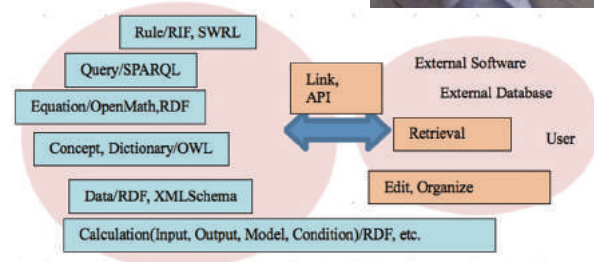 Rule/RIF, SWRL
Query/SPARQL
Equation/OpenMath,RDF
Concept, Dictionary/OWL
Data/RDF, XMLSchema
Calculation(Input, Output, Model, Condition)/RDF, etc.
Link,
API
External Software
External Database
Retrieval
User
Edit, Organize